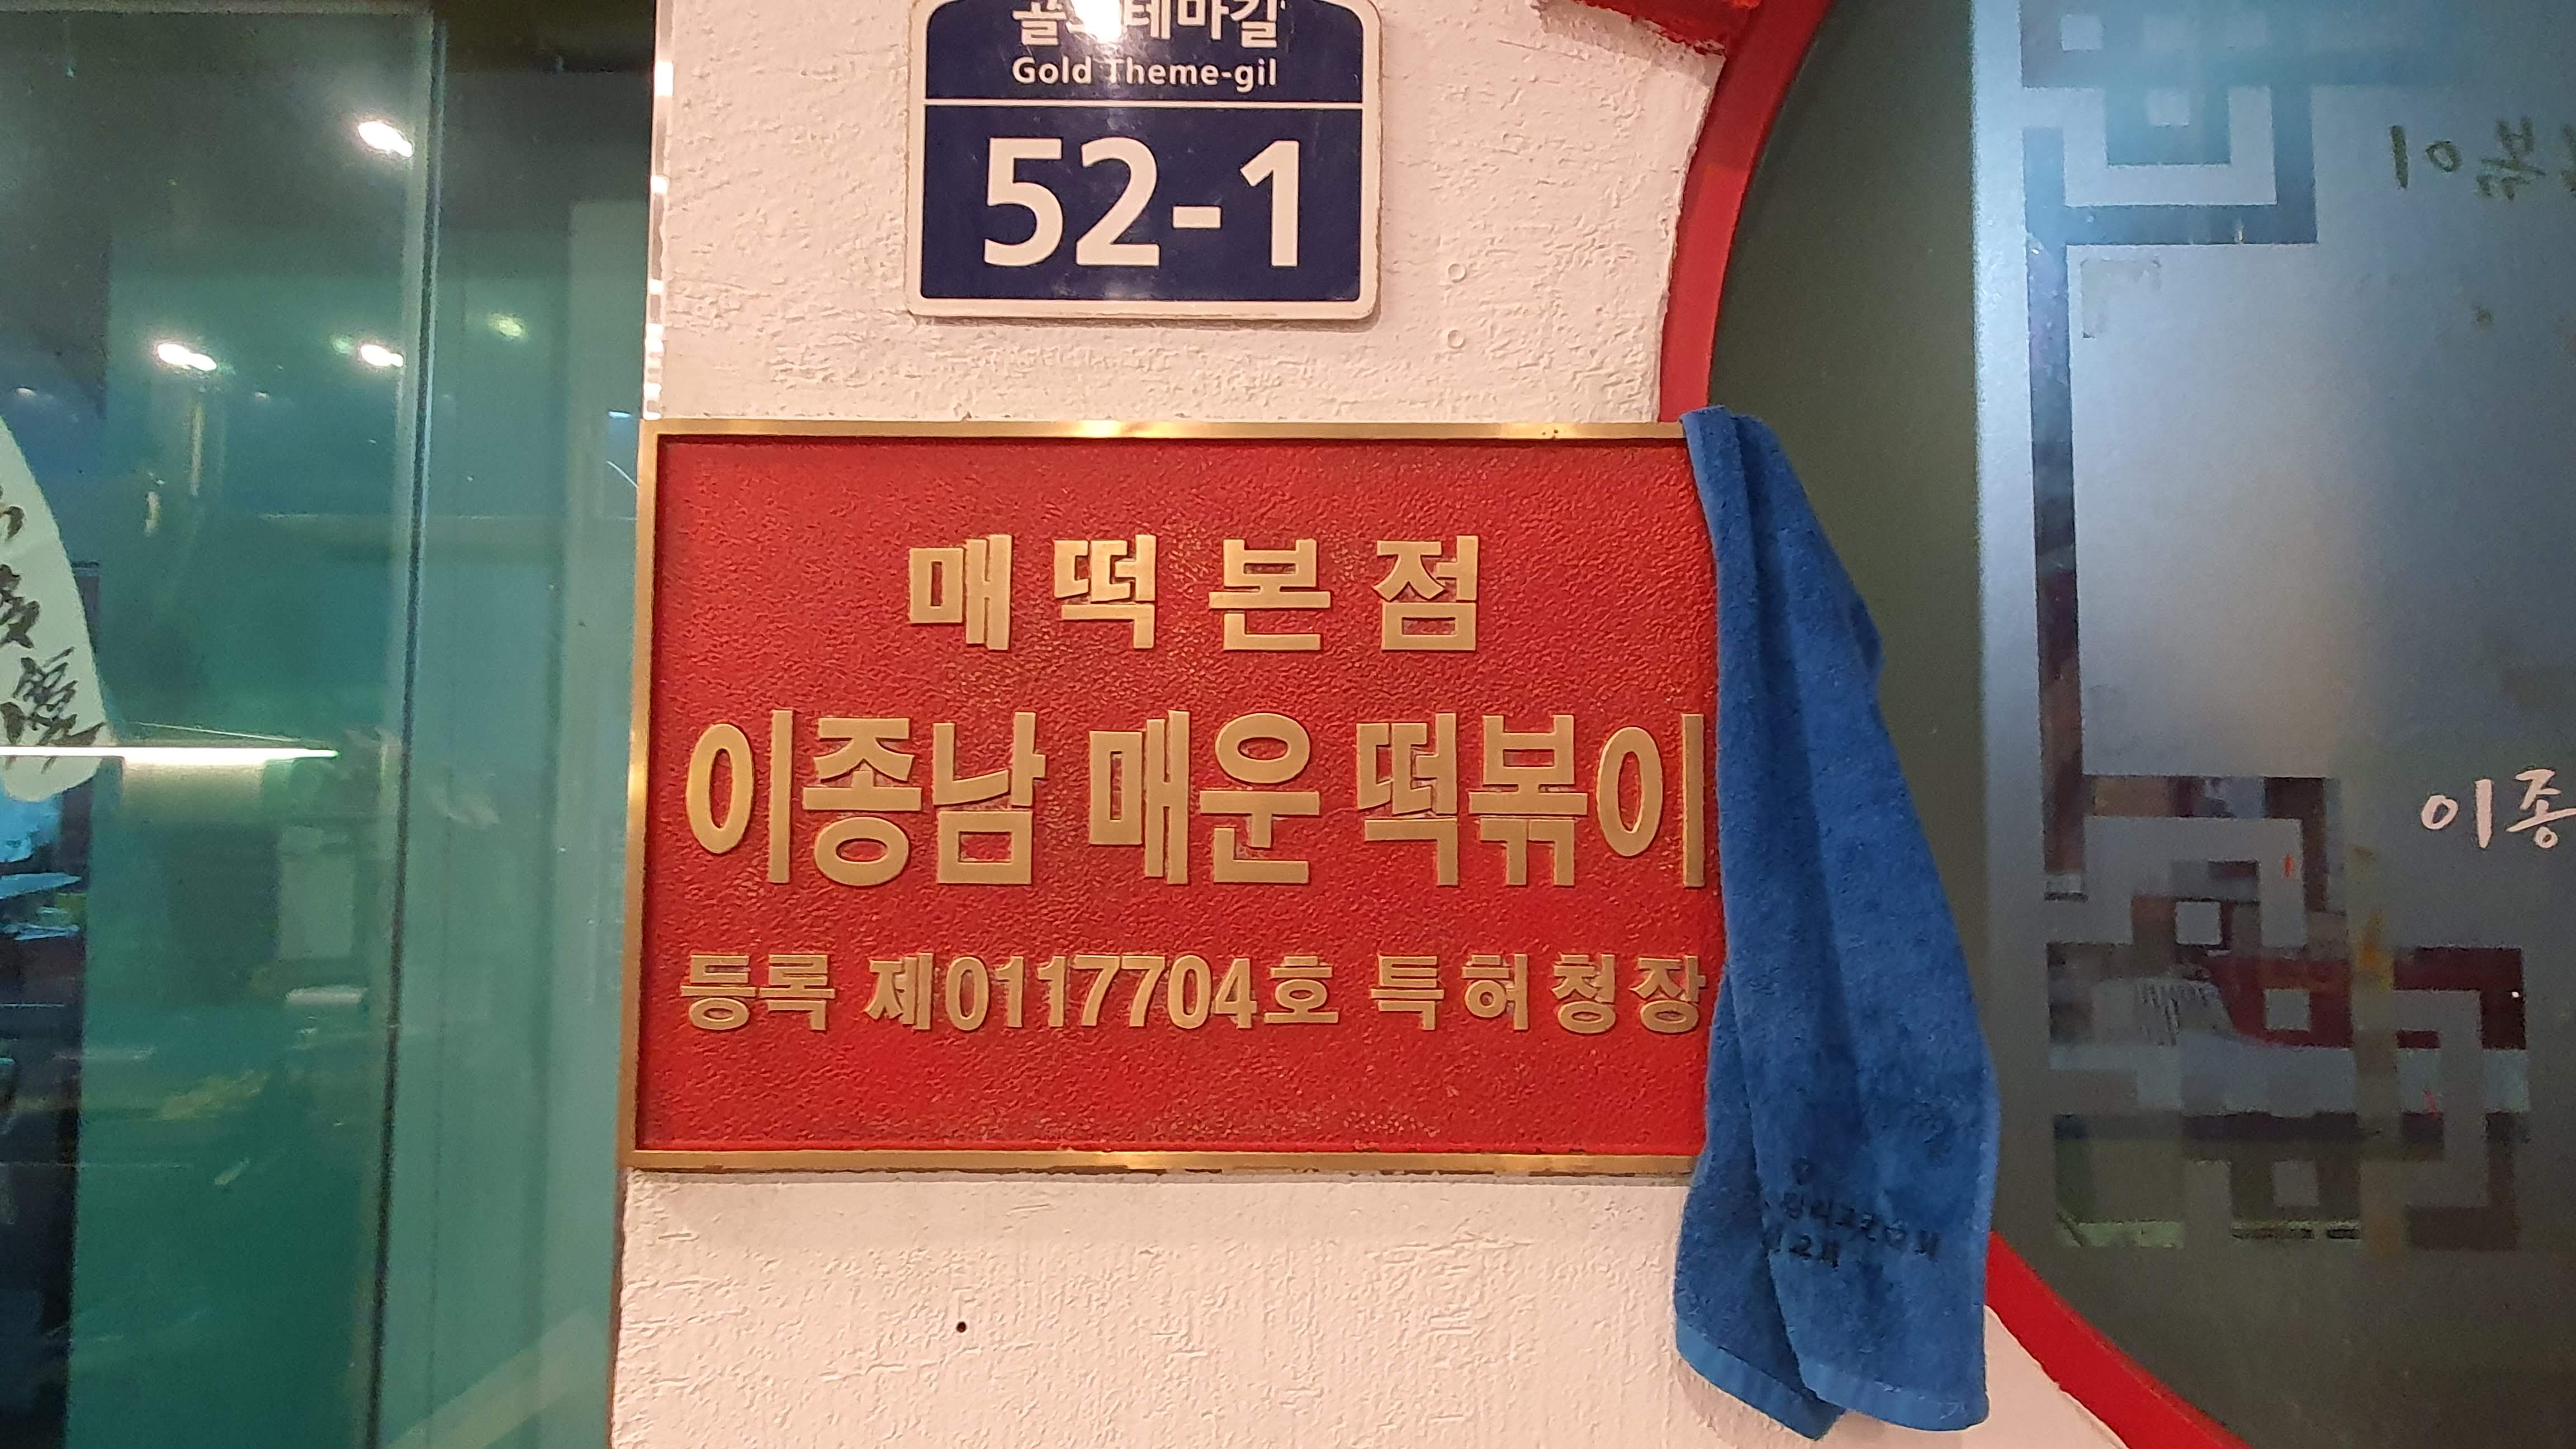 Gold Theme-gil
52-1
매떡본점
이종남 매운 떡볶이
등록 제0117704호 특허청장
이종